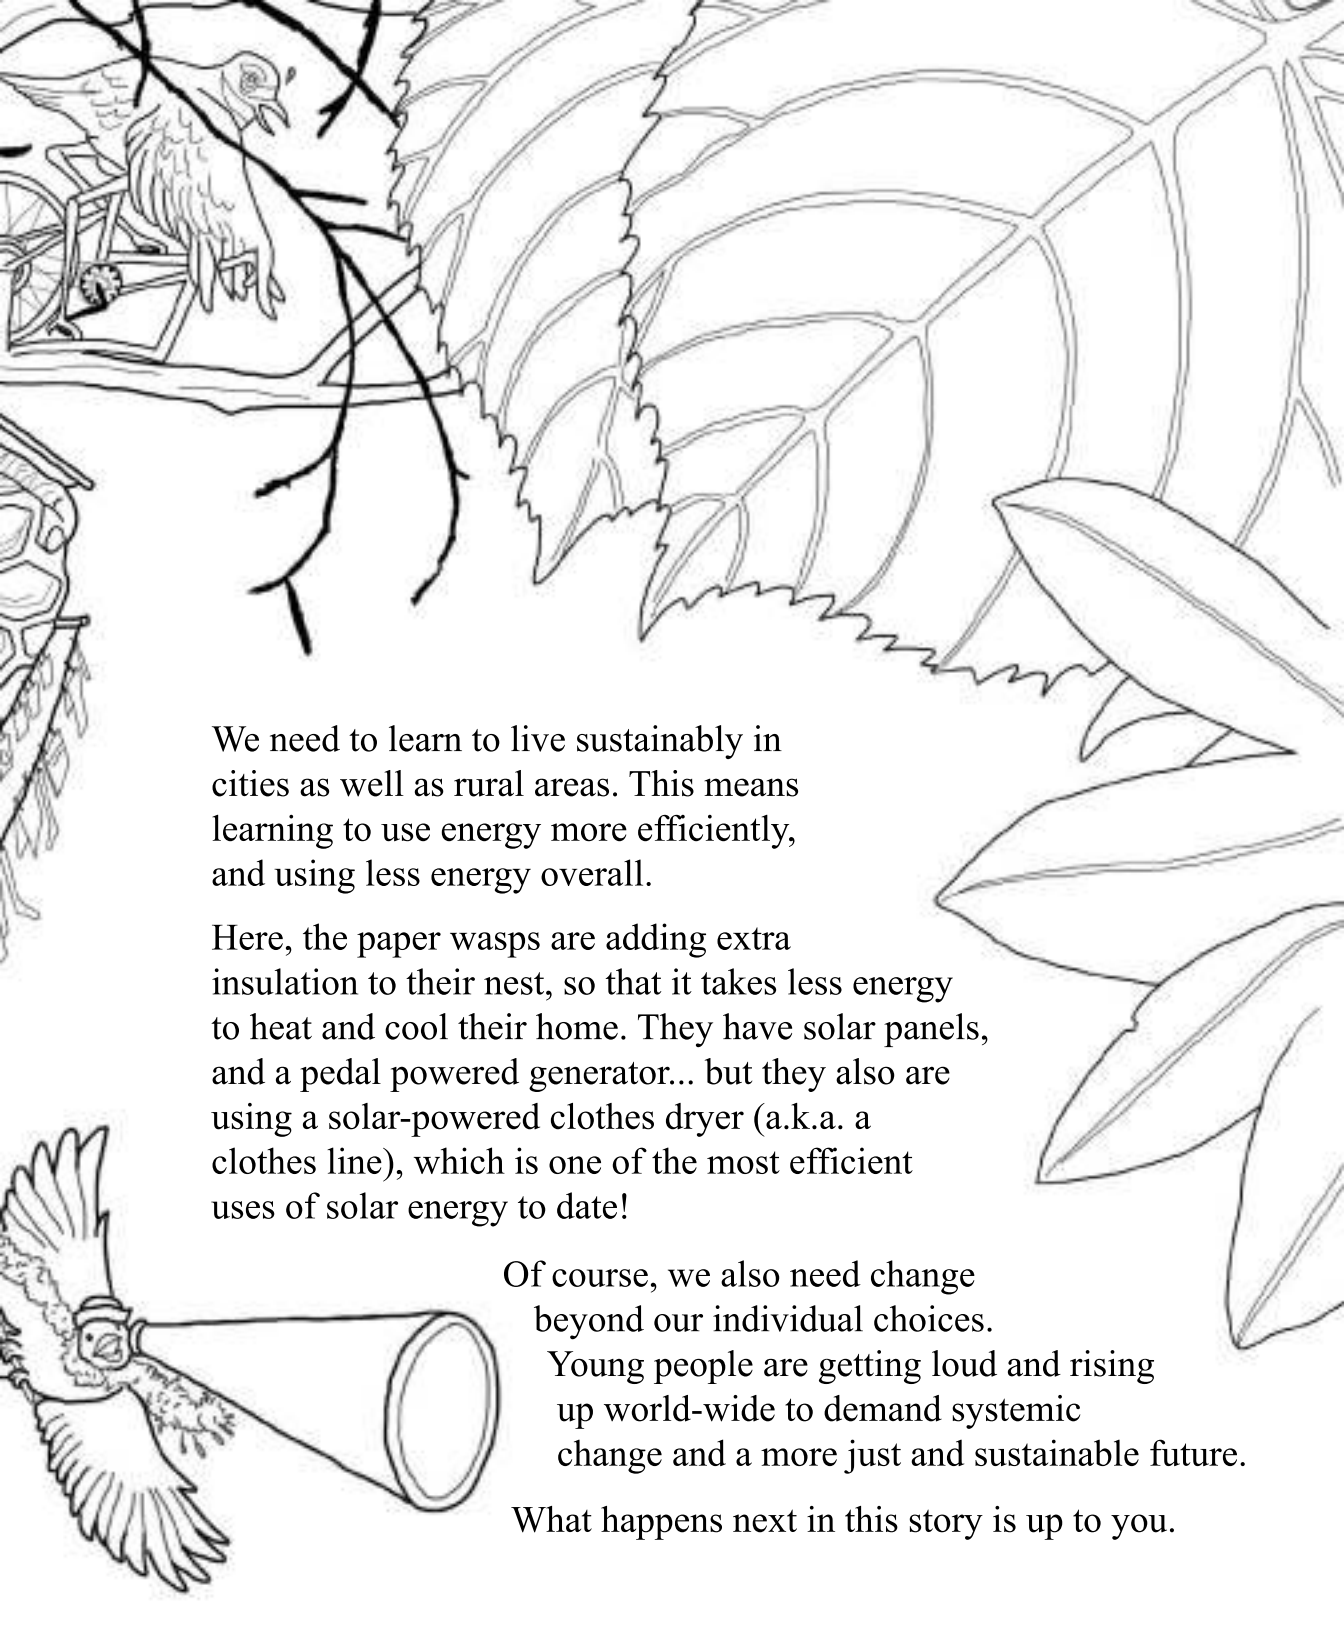 We need to learn to live sustainably in
cities as well as rural areas. This means
learning to use energy more efficiently,
and using less energy overall.
Here, the paper wasps are adding extra
insulation to their nest, so that it takes less energy
to heat and cool their home. They have solar panels,
and a pedal powered generator... but they also are
using a solar-powered clothes dryer (a.k.a. a
clothes line), which is one of the most efficient
uses of solar energy to date!
Of course, we also need change
beyond our individual choices.
Young people are getting loud and rising
up world-wide to demand systemic
change and a more just and sustainable future.
What happens next in this story is up to you.